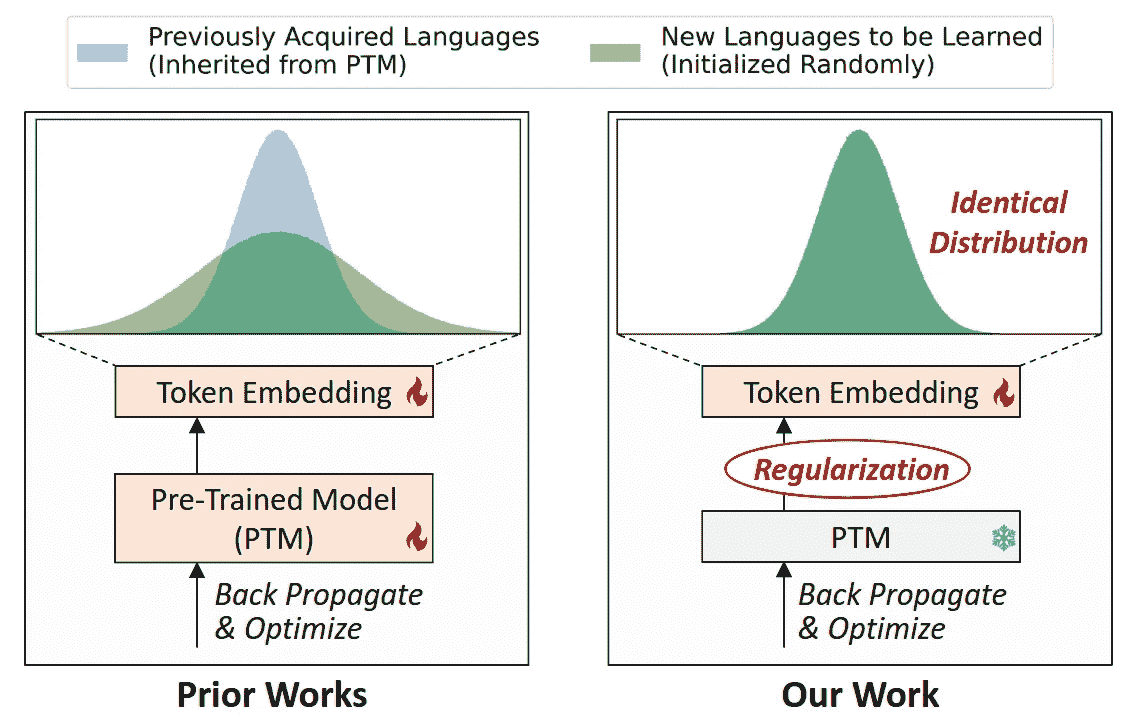 Previously Acquired Languages
(Inherited from PTM)
New Languages to be Learned
(Initialized Randomly)
Token Embedding
Pre-Trained Model
(PTM)
Back Propagate
& Optimize
Prior Works
Identical
Distribution
Token Embedding
Regularization
PTM
Back Propagate
& Optimize
Our Work